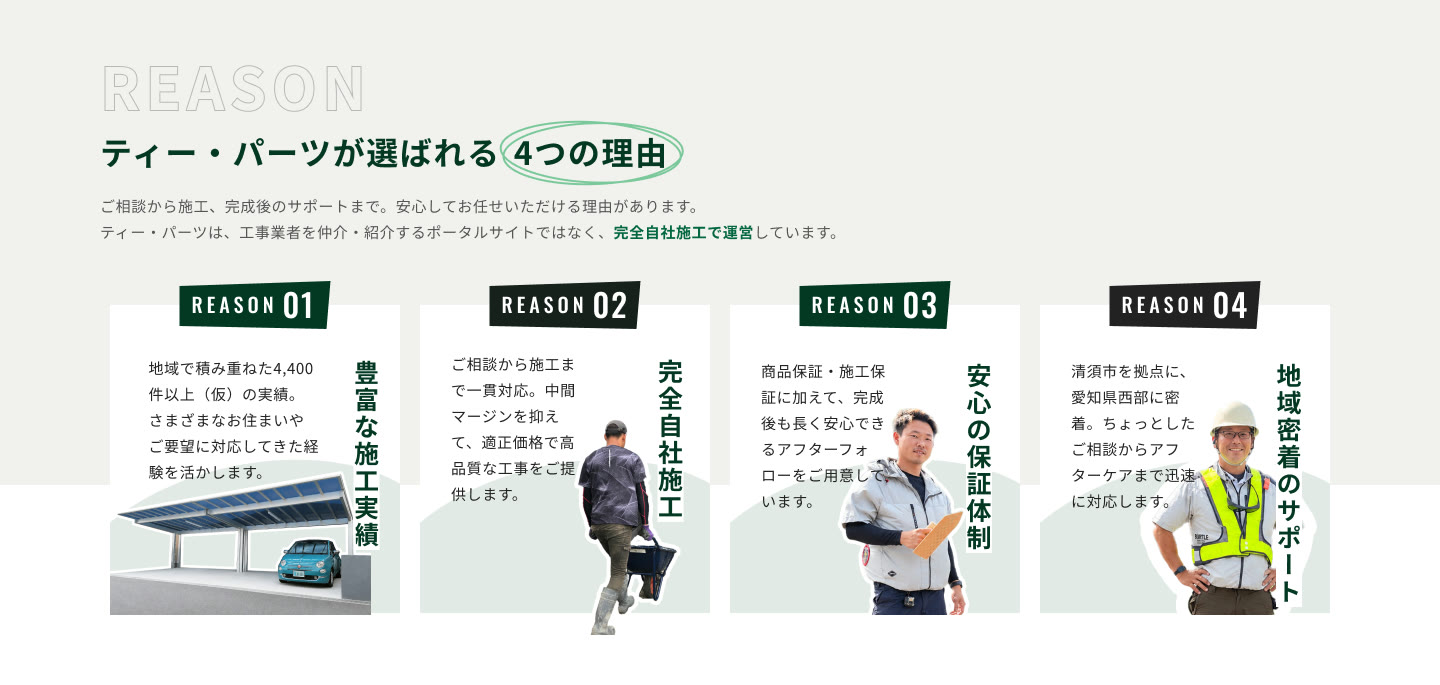 REASON
ティー・パーツが選ばれる 4つの理由
ご相談から施工、完成後のサポートまで。安心してお任せいただける理由があります。
ティー・パーツは、工事業者を仲介・紹介するポータルサイトではなく、完全自社施工で運営しています。
REASON 01
豊富な施工実績
地域で積み重ねた4,400
件以上（仮）の実績。
さまざまなお住まいや
ご要望に対応してきた経
験を活かします。
REASON 02
完全自社施工
ご相談から施工ま
で一貫対応。中間
マージンを抑え
て、適正価格で高
品質な工事をご提
供します。
REASON 03
安心の保証体制
商品保証・施工保
証に加えて、完成
後も長く安心でき
るアフターフォ
ローをご用意して
います。
REASON 04
地域密着のサポート
清須市を拠点に、
愛知県西部に密
着。ちょっとした
ご相談からアフ
ターケアまで迅速
に対応します。